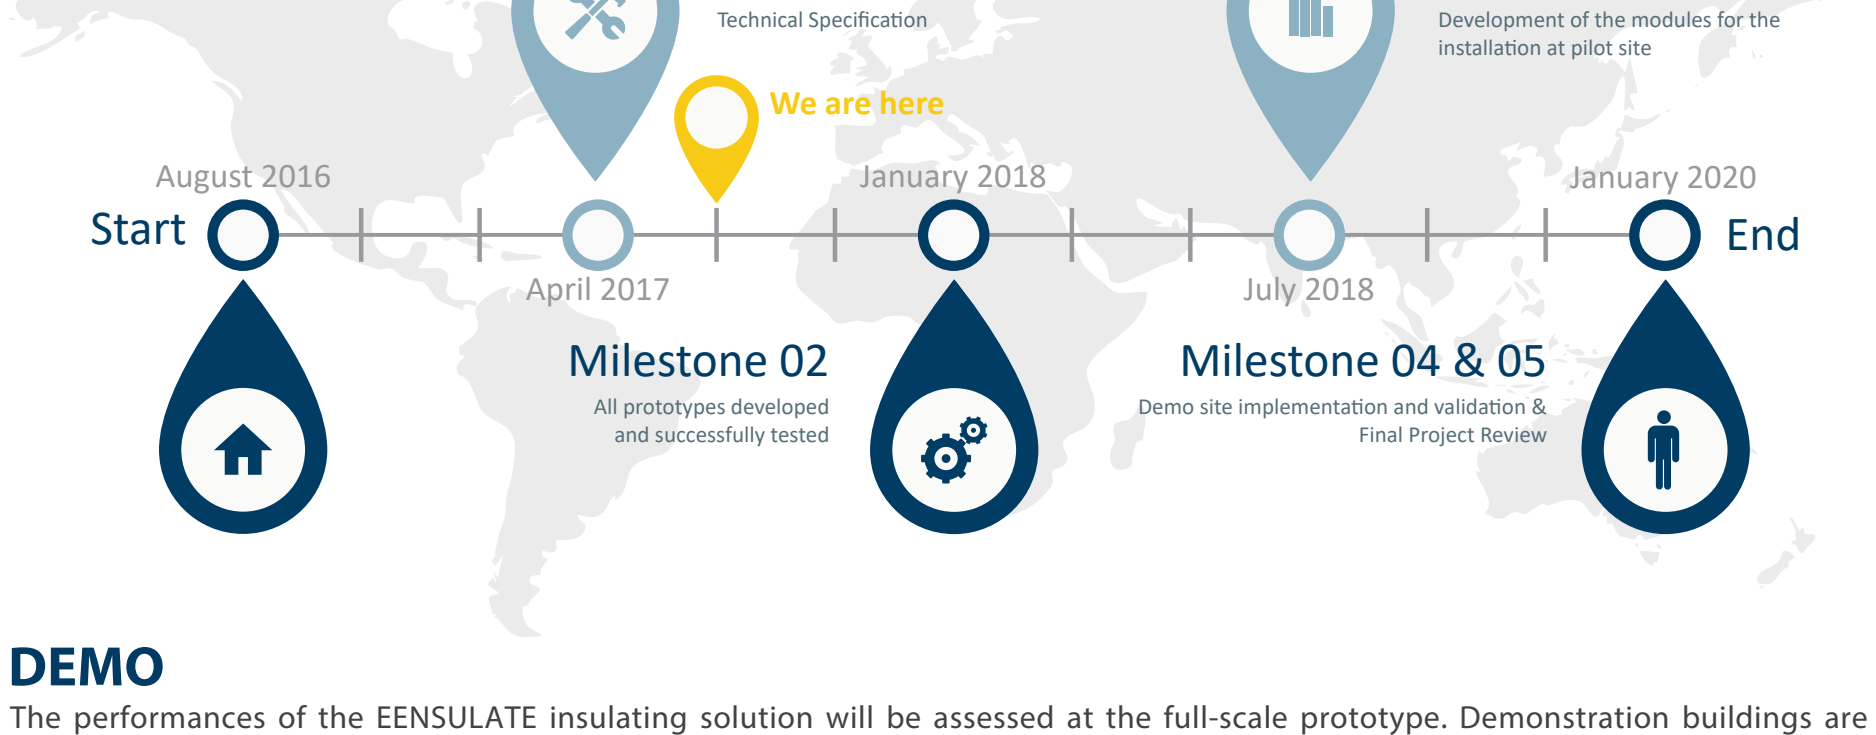 Technical Specification
Development of the modules for the
installation at pilot site
We are here
August 2016
January 2018
January 2020
Start
End
April 2017
July 2018
Milestone 02
All prototypes developed
and successfully tested
Milestone 04 & 05
Demo site implementation and validation &
Final Project Review
DEMO
The performances of the EENSULATE insulating solution will be assessed at the full-scale prototype. Demonstration buildings are